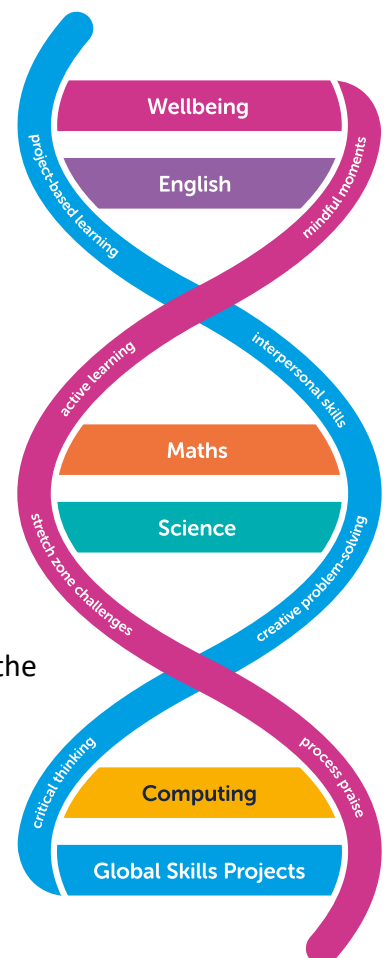 Wellbeing
English
project-based learning
mindful moments
active learning
interpersonal skills
Maths
Science
stretch zone challenges
creative problem-solving
the
critical thinking
process praise
Computing
Global Skills Projects